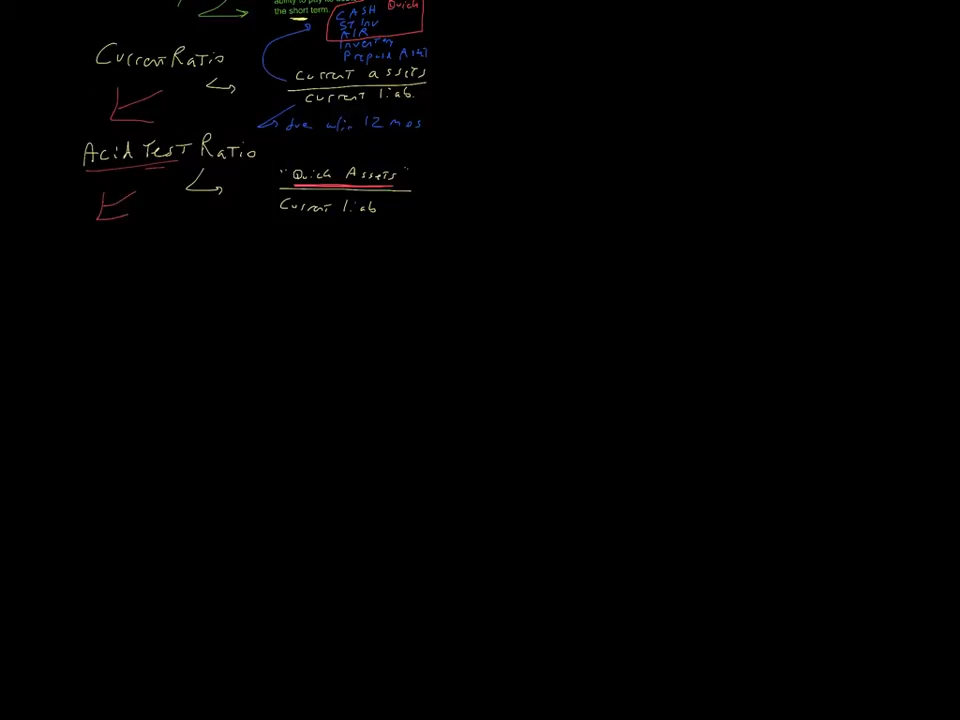 ability to pay its
the short term.
Quick
CASH
ST Inv
A/R
Inventory
Prepaid
Current Ratio
Current assets
Current liab.
due w/in 12 mos
Acid Test Ratio
"Quick Assets"
Current liab